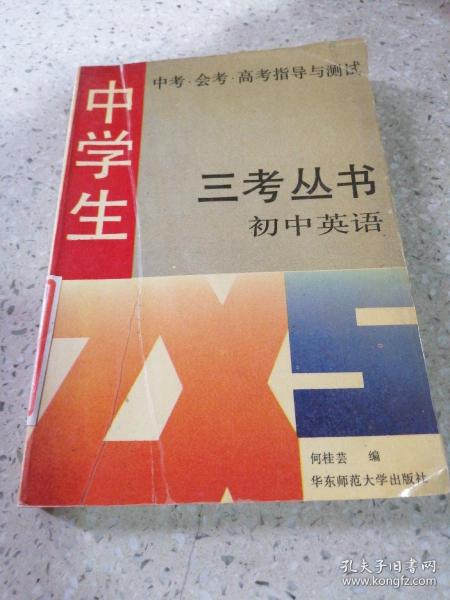 中学生
中考·会考·高考指导与测试
三考丛书
初中英语
ZXS
何桂芸 编
华东师范大学出版社
孔夫子旧书网
www.kongfz.com